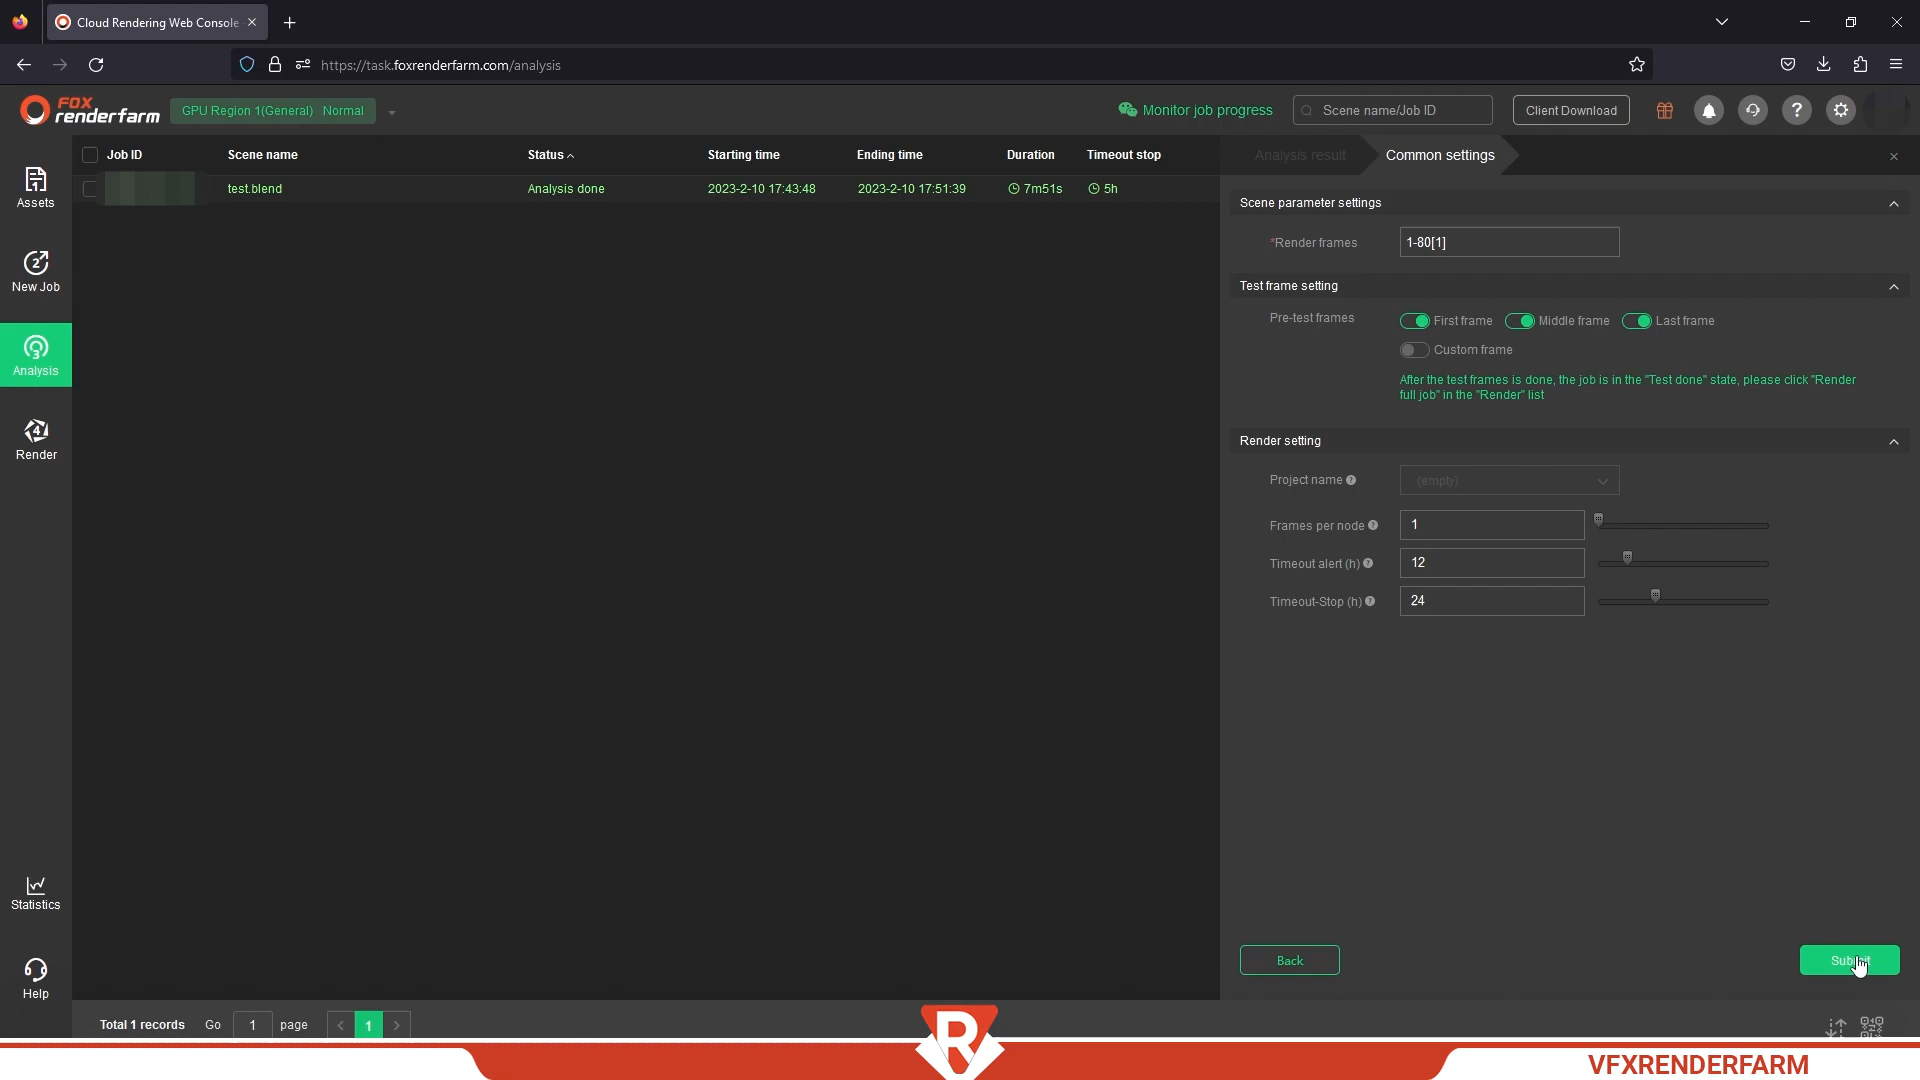 Cloud Rendering Web Console
https://task.foxrenderfarm.com/analysis
FOX
renderfarm
GPU Region 1(General) Normal
Monitor job progress
Scene name/Job ID
Client Download
?
Job ID Scene name Status Starting time Ending time Duration Timeout stop
test.blend Analysis done 2023-2-10 17:43:48 2023-2-10 17:51:39 7m51s 5h
1
Assets
2
New Job
3
Analysis
4
Render
Statistics
Help
Analysis result Common settings
Scene parameter settings
*Render frames 1-80[1]
Test frame setting
Pre-test frames First frame Middle frame Last frame
Custom frame
After the test frames is done, the job is in the "Test done" state, please click "Render
full job" in the "Render" list
Render setting
Project name ? (empty)
Frames per node ? 1
Timeout alert (h) ? 12
Timeout-Stop (h) ? 24
Back
Submit
Total 1 records Go 1 page < 1 >
R
VFXRENDERFARM